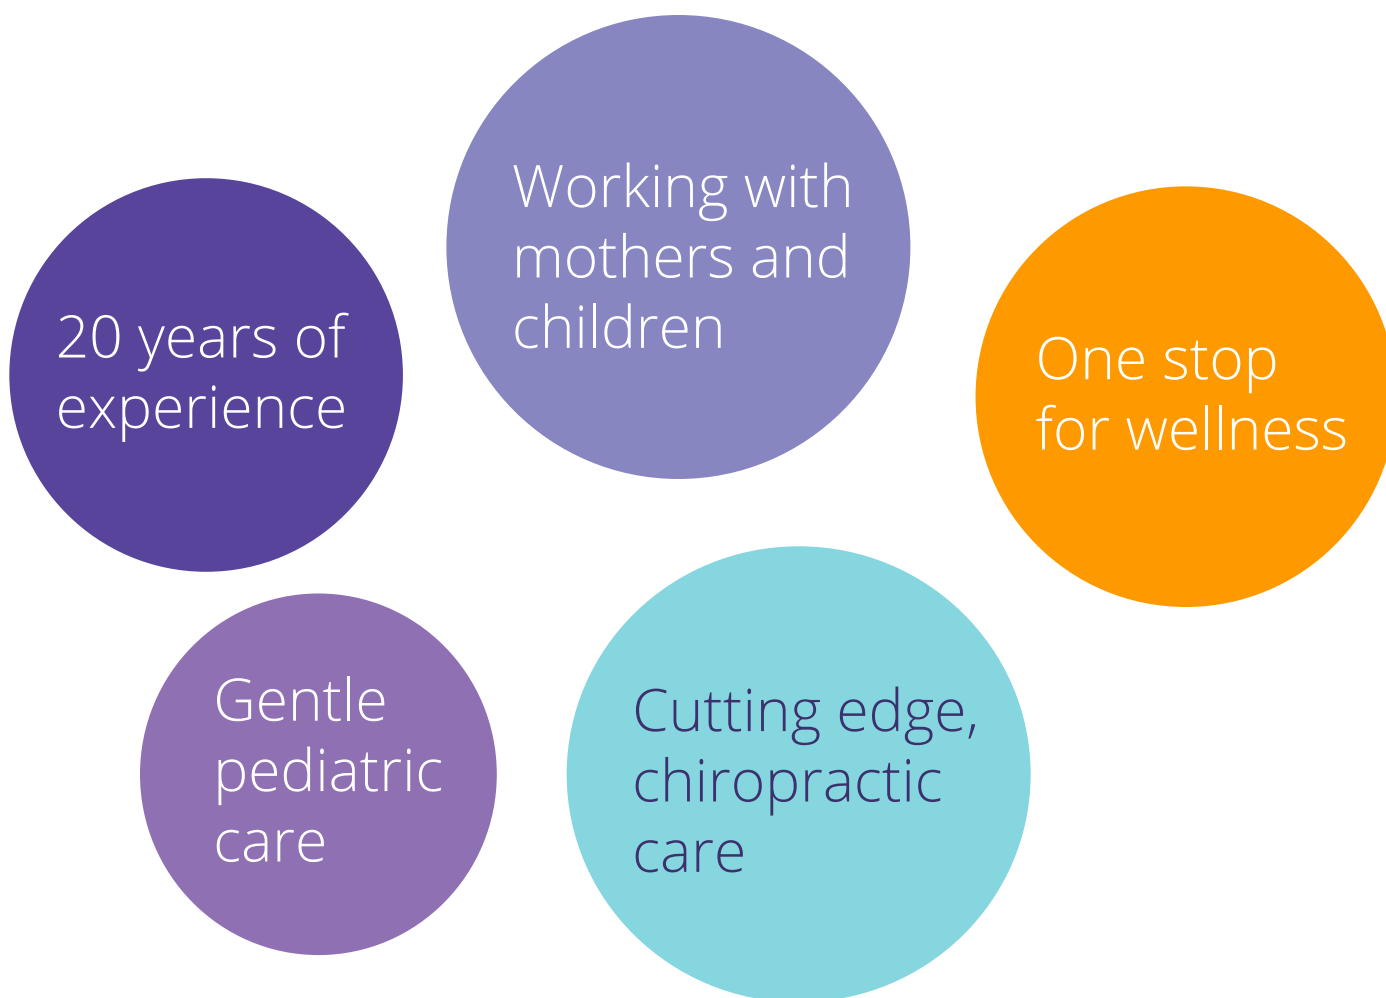 Working with
mothers and
children
20 years of
experience
One stop
for wellness
Gentle
pediatric
care
Cutting edge,
chiropractic
care